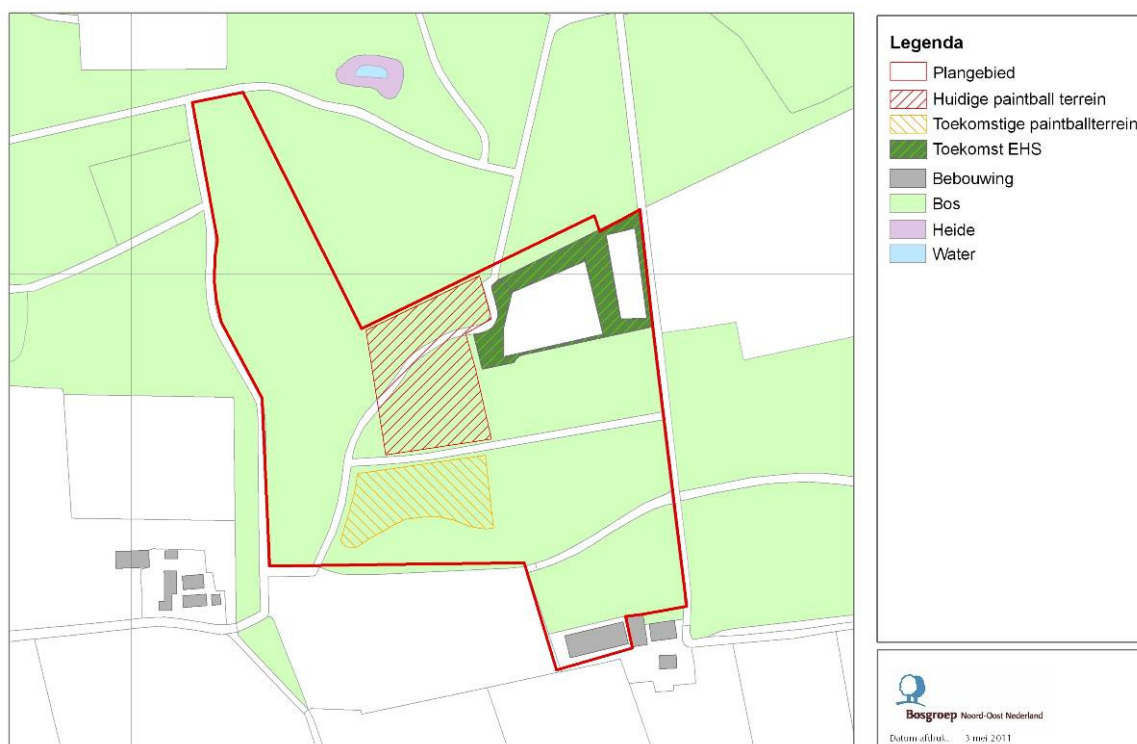 Legenda
Plangebied
Huidige paintball terrein
Toekomstige paintballterrein
Toekomst EHS
Bebouwing
Bos
Heide
Water
Bosgroep Noord-Oost Nederland
Datum afdruk: 3 mei 2011